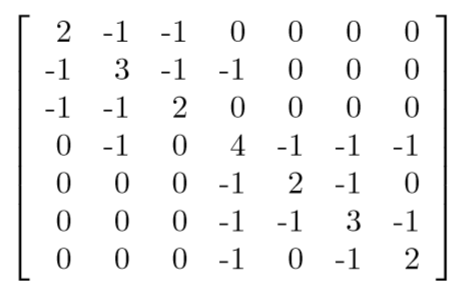 2 -1 -1 0 0 0 0
-1 3 -1 -1 0 0 0
-1 -1 2 0 0 0 0
0 -1 0 4 -1 -1 -1
0 0 0 -1 2 -1 0
0 0 0 -1 -1 3 -1
0 0 0 -1 0 -1 2